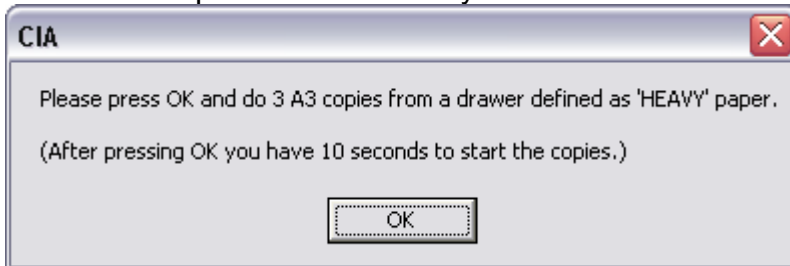 CIA
Please press OK and do 3 A3 copies from a drawer defined as 'HEAVY' paper.
(After pressing OK you have 10 seconds to start the copies.)
OK